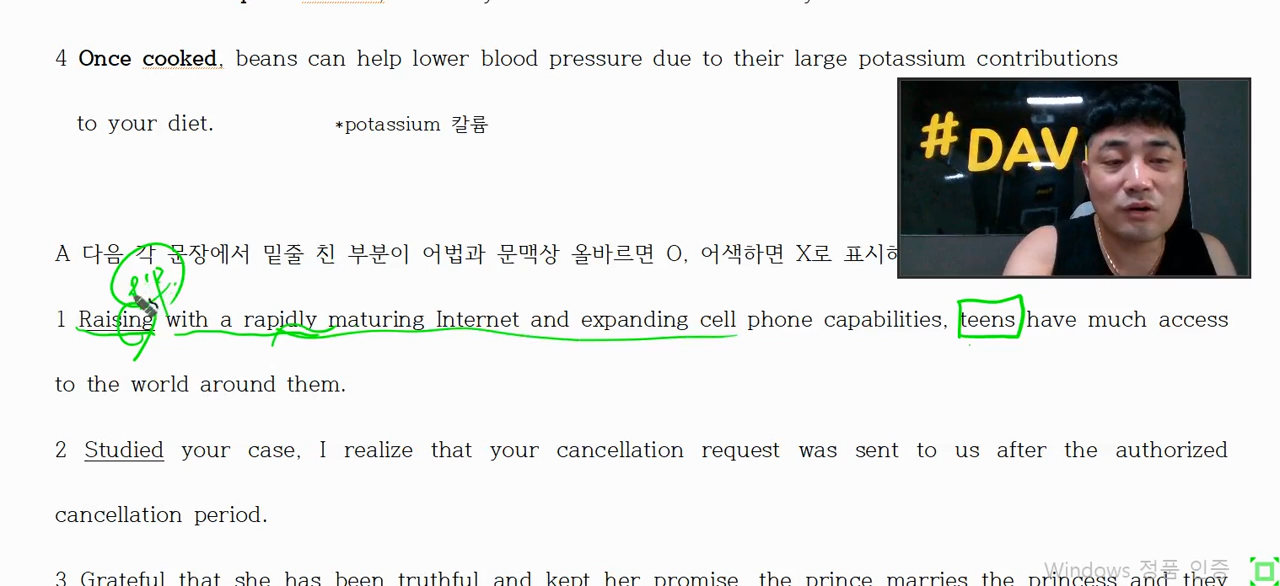 4 Once cooked, beans can help lower blood pressure due to their large potassium contributions
to your diet. *potassium 칼륨
#DAV
A 다음 각 문장에서 밑줄 친 부분이 어법과 문맥상 올바르면 O, 어색하면 X로 표시하
1 Raising with a rapidly maturing Internet and expanding cell phone capabilities, teens have much access
to the world around them.
2 Studied your case, I realize that your cancellation request was sent to us after the authorized
cancellation period.
3 Grateful that she has been truthful and kept her promise, the prince marries the princess and they
Windows 정품 인증